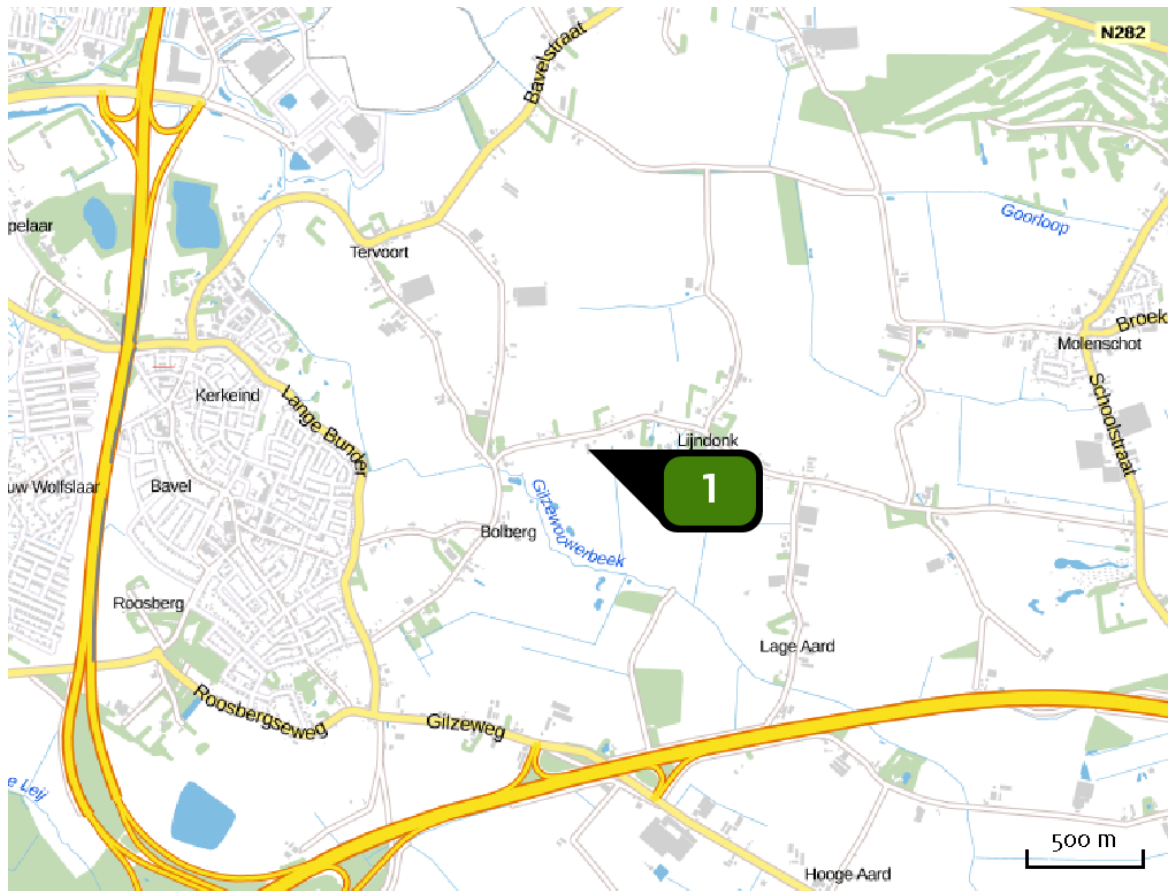 N282
Bavelstraat
Goorloop
pelaar
Tervoort
Broek
Molenschot
Kerkeind
Lange Bunder
Schoolstraat
Lijndonk
uw Wolfslaar
Bavel
1
Gilzewouwerbeek
Bolberg
Roosberg
Lage Aard
Roosbergseweg
Gilzeweg
e Leij
500 m
Hooge Aard